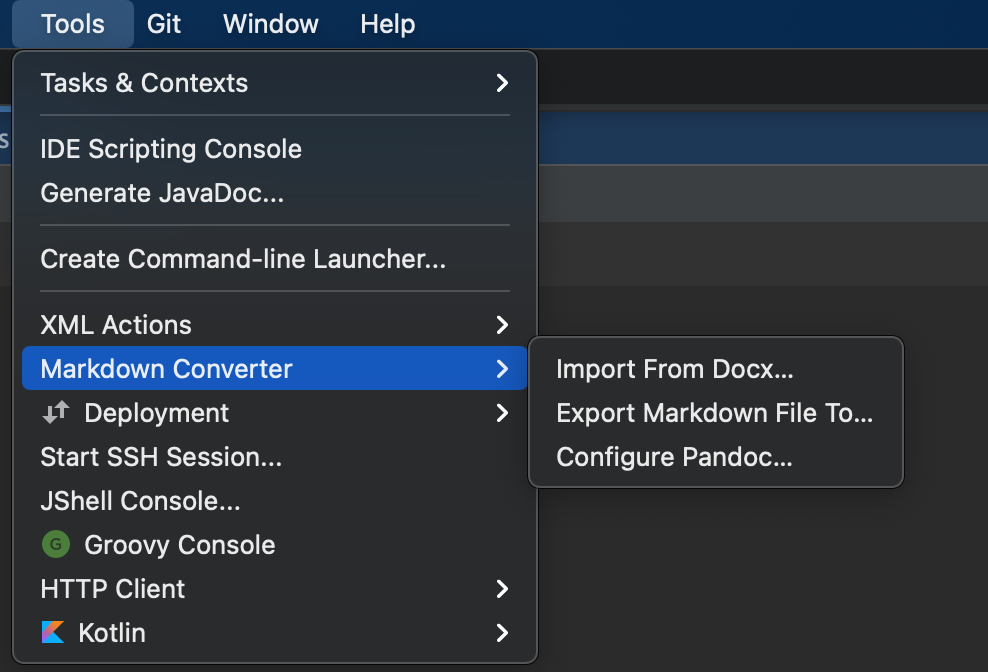 Tools Git Window Help
s
Tasks & Contexts
IDE Scripting Console
Generate JavaDoc...
Create Command-line Launcher...
XML Actions
Markdown Converter
Import From Docx...
Export Markdown File To...
Configure Pandoc...
Deployment
Start SSH Session...
JShell Console...
G Groovy Console
HTTP Client
Kotlin